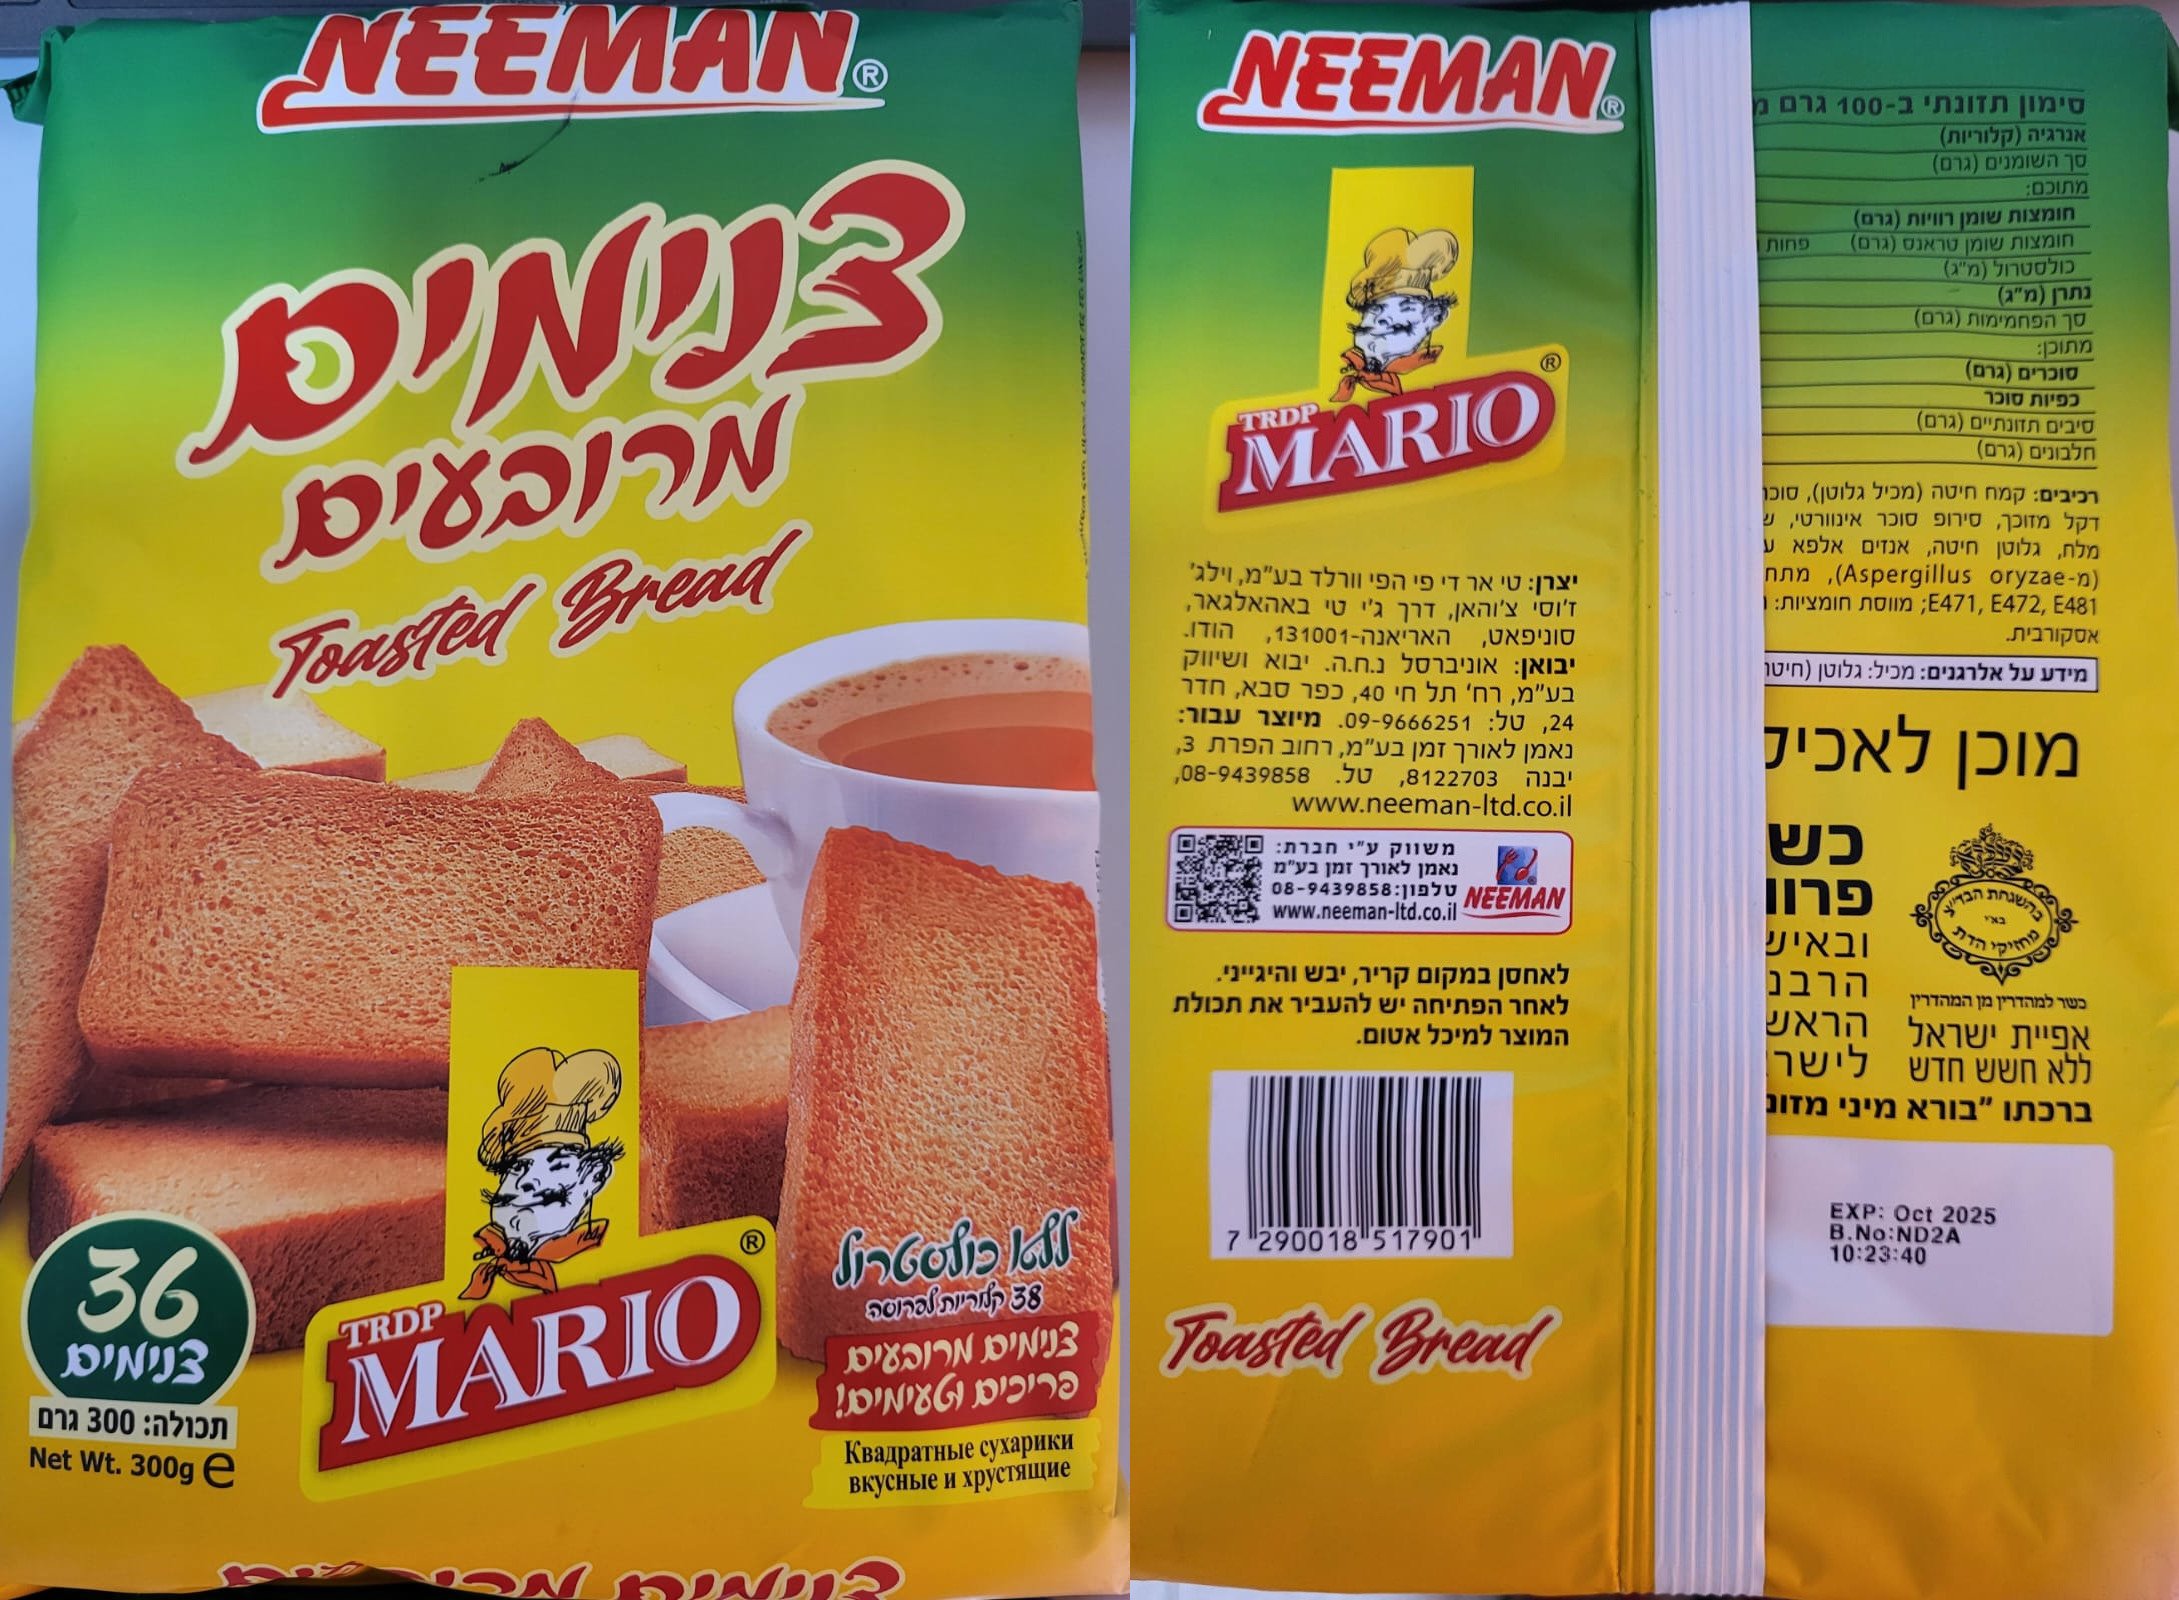 NEEMAN®
צנימים
מרובעים
Toasted Bread
36
צנימים
תכולה: 300 גרם
Net Wt. 300g e
TRDP
MARIO®
ללא כולסטרול
38 קלוריות לפרוסה
צנימים מרובעים
פריכים וטעימים!
Квадратные сухарики
вкусные и хрустящие
צנימים מרובעים
NEEMAN®
TRDP
MARIO®
יצרן: טי אר די פי הפי וורלד בע"מ, וילג'
ז'וסי צ'והאן, דרך ג'י טי באהאלגאר,
סוניפאט, האריאנה-131001, הודו.
יבואן: אוניברסל נ.ח.ה. יבוא ושיווק
בע"מ, רח' תל חי 40, כפר סבא, חדר
24, טל: 09-9666251. מיוצר עבור:
נאמן לאורך זמן בע"מ, רחוב הפרת 3,
יבנה 8122703, טל. 08-9439858,
www.neeman-ltd.co.il
משווק ע"י חברת:
נאמן לאורך זמן בע"מ
טלפון: 08-9439858
www.neeman-ltd.co.il
NEEMAN
לאחסן במקום קריר, יבש והיגייני.
לאחר הפתיחה יש להעביר את תכולת
המוצר למיכל אטום.
7 290018 517901
Toasted Bread
סימון תזונתי ב-100 גרם
אנרגיה (קלוריות)
סך השומנים (גרם)
מתוכם:
חומצות שומן רוויות (גרם)
חומצות שומן טראנס (גרם) פחות
כולסטרול (מ"ג)
נתרן (מ"ג)
סך הפחמימות (גרם)
מתוכן:
סוכרים (גרם)
כפיות סוכר
סיבים תזונתיים (גרם)
חלבונים (גרם)
רכיבים: קמח חיטה (מכיל גלוטן),
דקל מזוכך, סירופ סוכר אינוורטי,
מלח, גלוטן חיטה, אנזים אלפא
(מ-Aspergillus oryzae),
E471, E472, E481; מווסת חומציות:
אסקורבית.
מידע על אלרגנים: מכיל: גלוטן
מוכן
בהשגחת הבד"צ
מחזיקי הדת
כשר למהדרין מן המהדרין
אפיית ישראל
ללא חשש חדש
ברכתו "בורא מיני
EXP: Oct 2025
B.No:ND2A
10:23:40